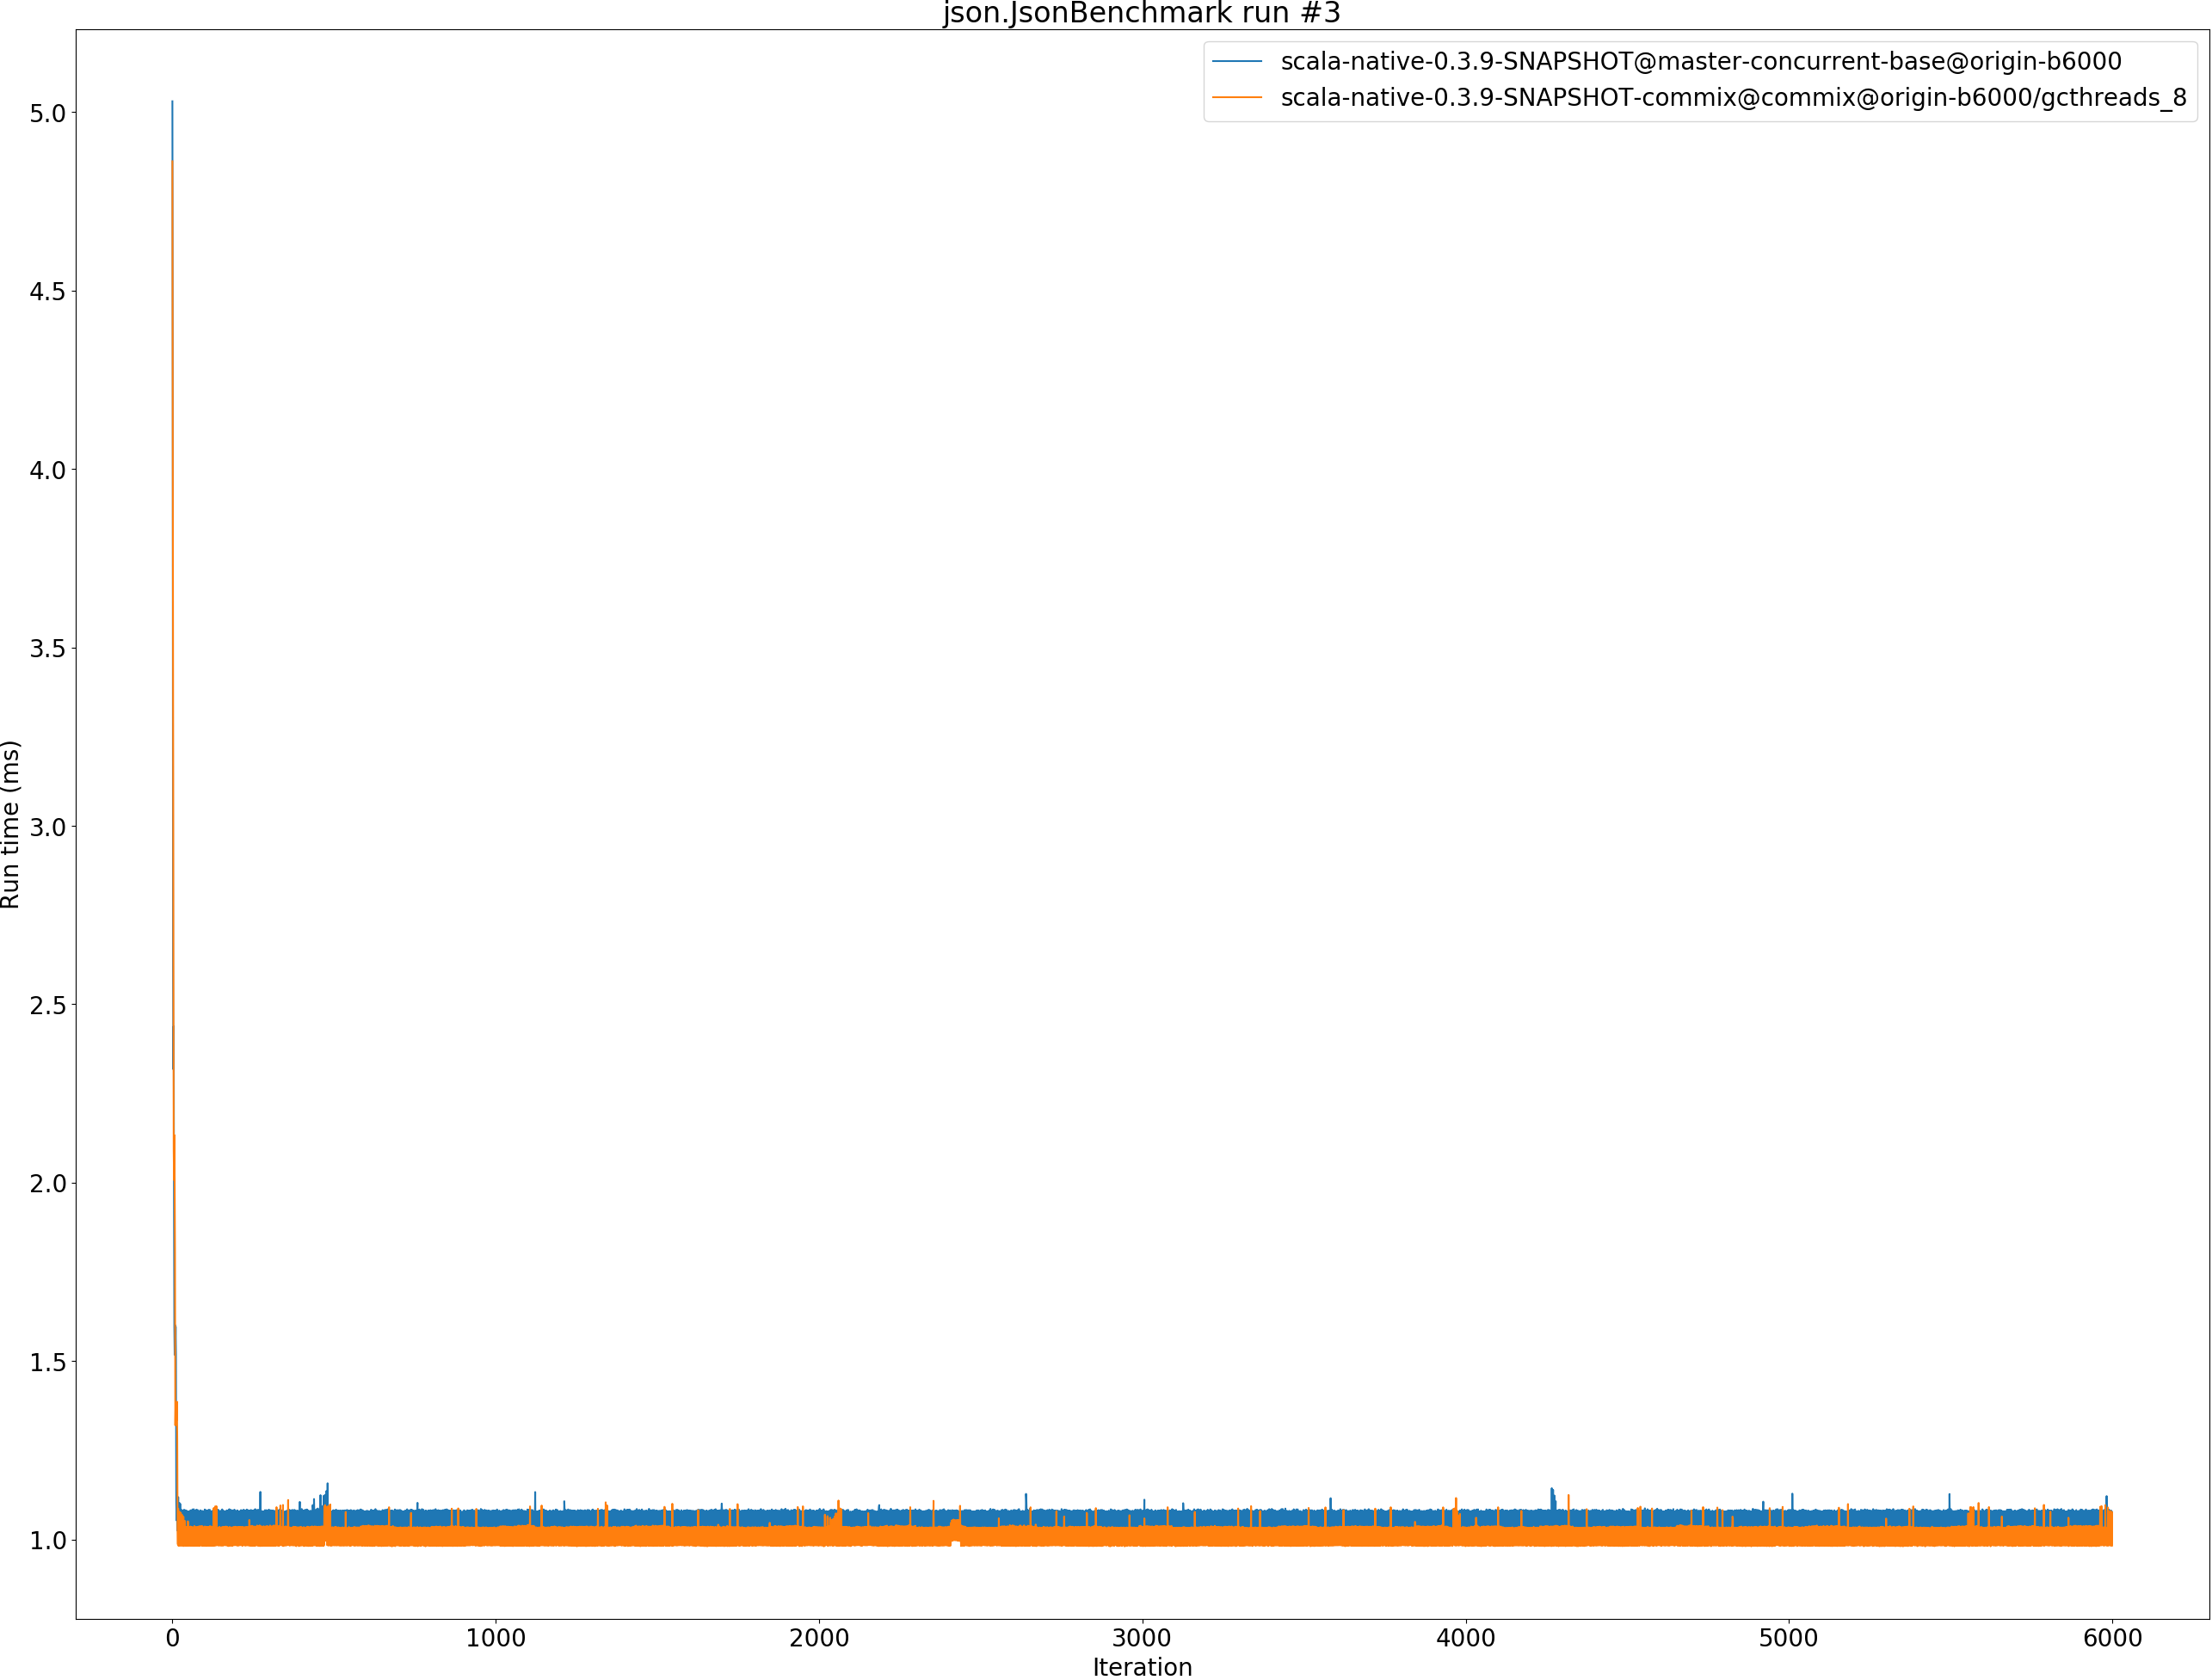 json.JsonBenchmark run #3
scala-native-0.3.9-SNAPSHOT@master-concurrent-base@origin-b6000
scala-native-0.3.9-SNAPSHOT-commix@commix@origin-b6000/gcthreads_8
5.0
4.5
4.0
3.5
3.0
2.5
2.0
1.5
1.0
Run time (ms)
0 1000 2000 3000 4000 5000 6000
Iteration